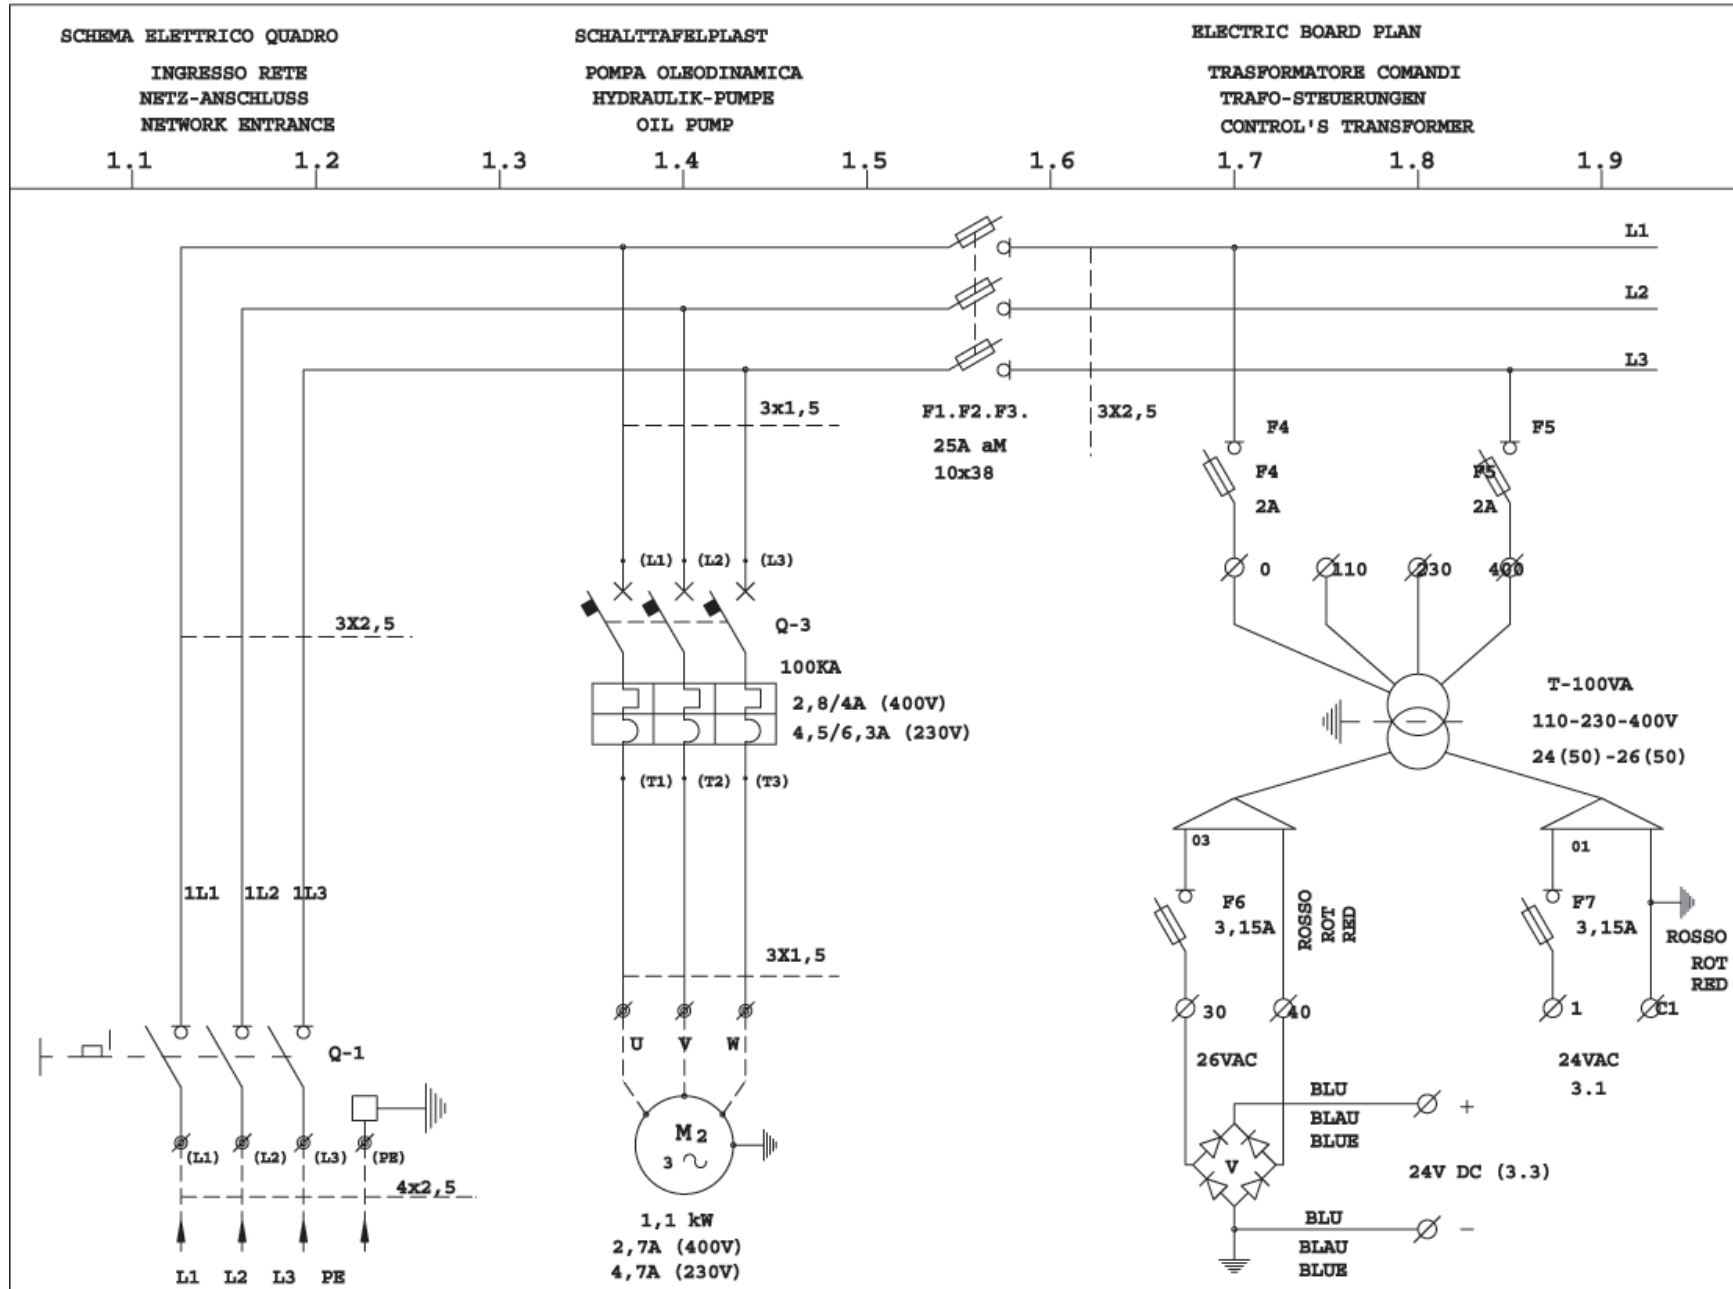 SCHEMA ELETTRICO QUADRO
SCHALTTAFELPLAST
ELECTRIC BOARD PLAN
INGRESSO RETE
NETZ-ANSCHLUSS
NETWORK ENTRANCE
POMPA OLEODINAMICA
HYDRAULIK-PUMPE
OIL PUMP
TRASFORMATORE COMANDI
TRAFO-STEUERUNGEN
CONTROL'S TRANSFORMER
1.1 1.2 1.3 1.4 1.5 1.6 1.7 1.8 1.9
L1
L2
L3
3x1,5
F1.F2.F3.
25A aM
10x38
3X2,5
F4
F4
2A
F5
F5
2A
(L1) (L2) (L3)
0 110 230 400
3X2,5
Q-3
100KA
2,8/4A (400V)
4,5/6,3A (230V)
(T1) (T2) (T3)
T-100VA
110-230-400V
24(50)-26(50)
03
01
1L1 1L2 1L3
F6
3,15A
ROSSO
ROT
RED
F7
3,15A
ROSSO
ROT
RED
3X1,5
30
40
1
C1
U V W
Q-1
26VAC
24VAC
3.1
BLU
BLAU
BLUE
+
M2
3
V
24V DC (3.3)
(L1) (L2) (L3) (PE)
4x2,5
1,1 kW
2,7A (400V)
4,7A (230V)
BLU
BLAU
BLUE
−
L1 L2 L3 PE